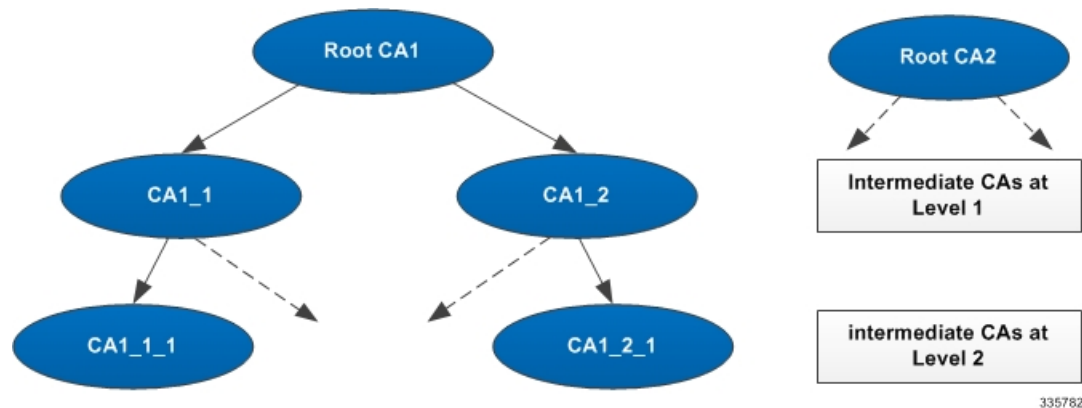 Root CA1
Root CA2
CA1_1
CA1_2
Intermediate CAs at
Level 1
CA1_1_1
CA1_2_1
intermediate CAs at
Level 2
335782